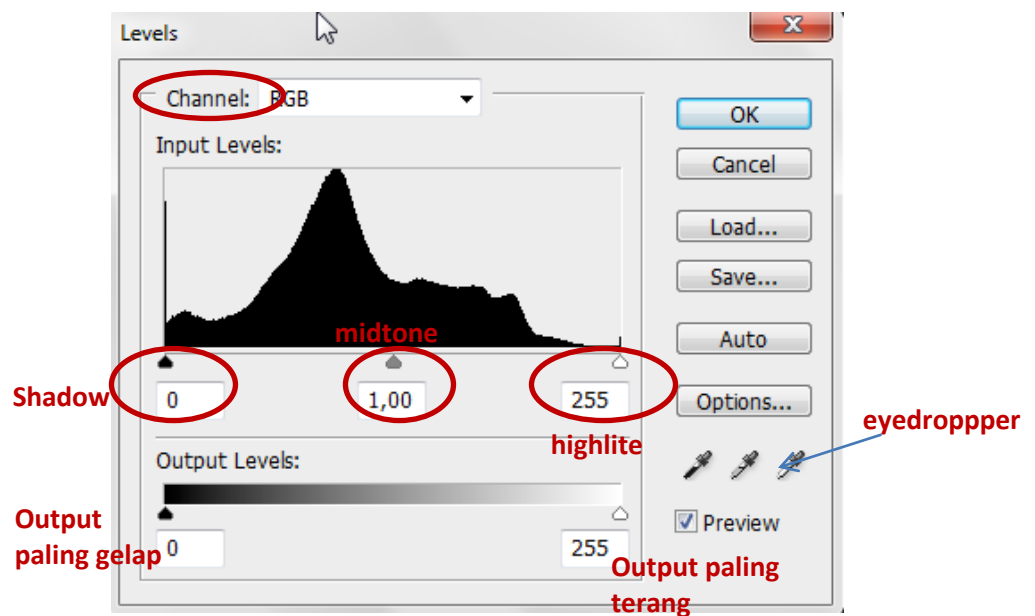 Levels
Channel: RGB
OK
Input Levels:
Cancel
Load...
Save...
midtone
Auto
Shadow
0
1,00
255
Options...
highlite
eyedroppper
Output Levels:
Output
paling gelap
Preview
0
255
Output paling
terang